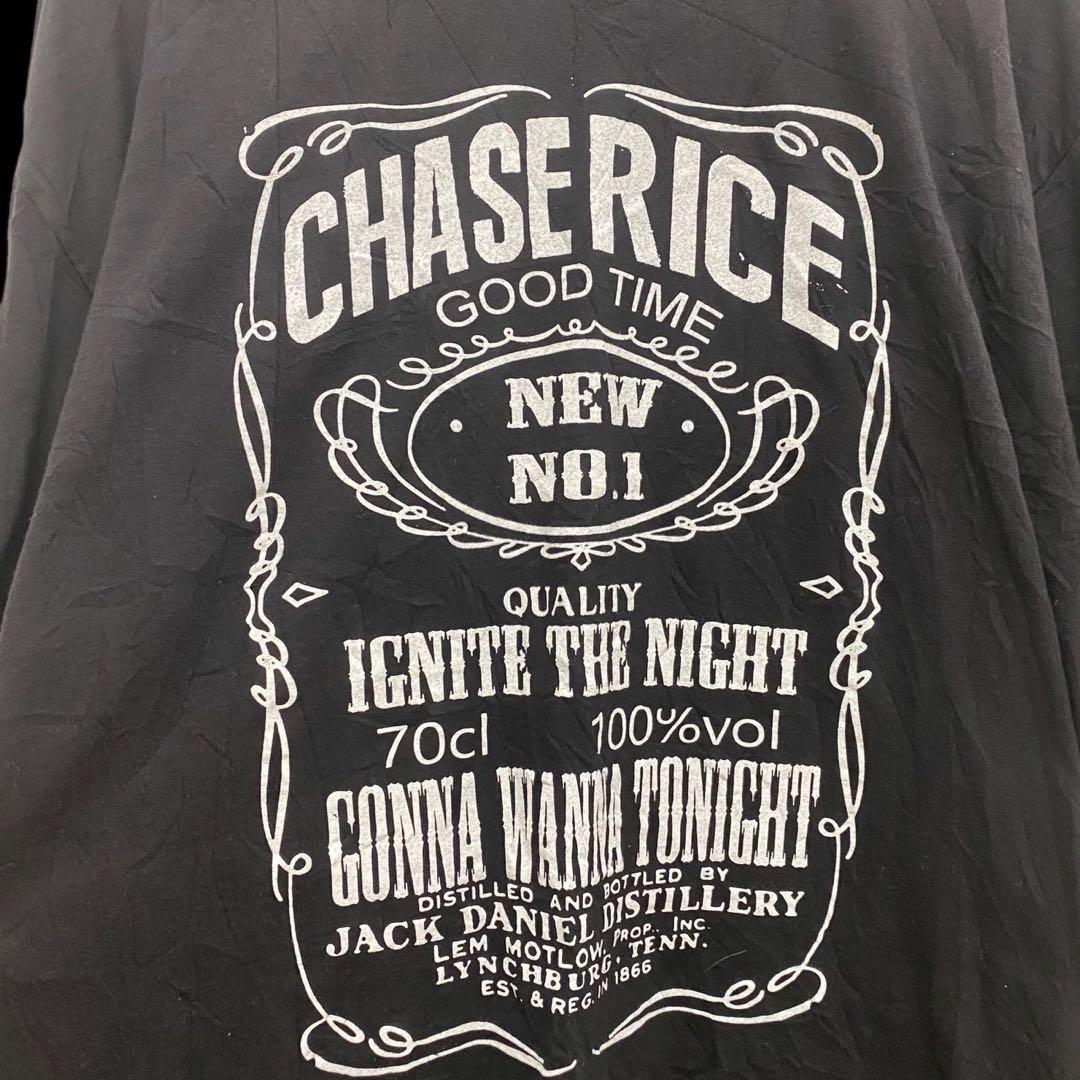 CHASE RICE
GOOD TIME
NEW
NO.1
QUALITY
IGNITE THE NIGHT
70cl 100%vol
GONNA WANNA TONIGHT
DISTILLED AND BOTTLED BY
JACK DANIEL DISTILLERY
LEM MOTLOW, PROP., INC.
LYNCHBURG, TENN.
EST. & REG. IN 1866